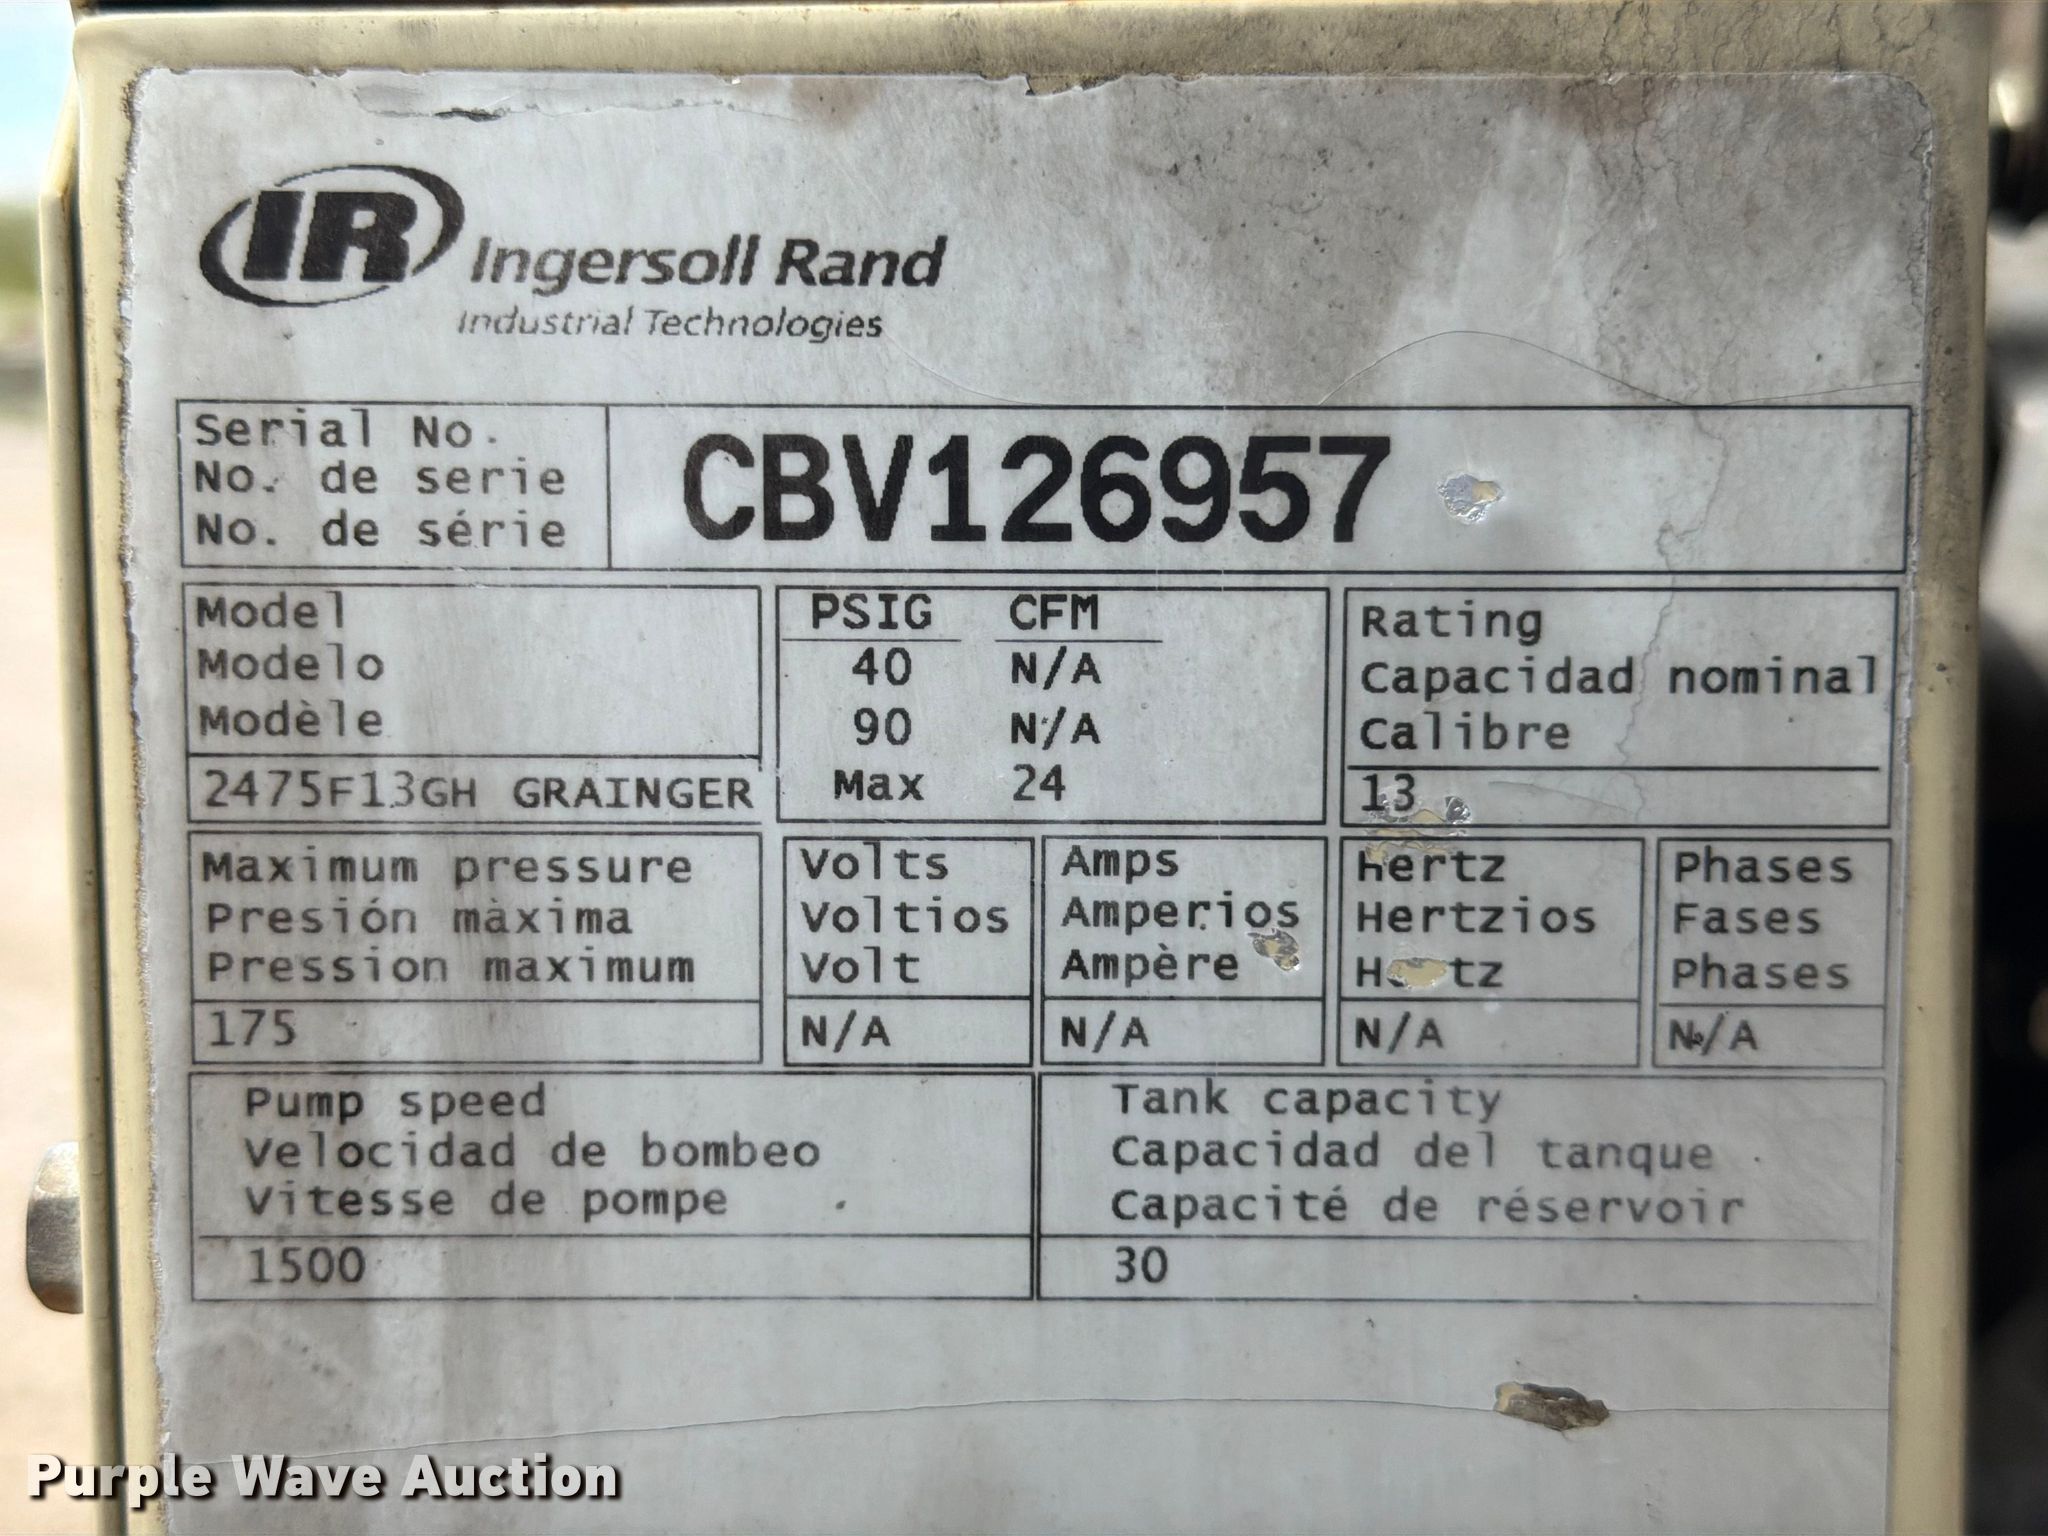 IR Ingersoll Rand
Industrial Technologies
Serial No.
No. de serie
No. de série
CBV126957
Model
Modelo
Modèle
2475F13GH GRAINGER
PSIG CFM
40 N/A
90 N/A
Max 24
Rating
Capacidad nominal
Calibre
13
Maximum pressure
Presión màxima
Pression maximum
175
Volts
Voltios
Volt
N/A
Amps
Amperios
Ampère
N/A
Hertz
Hertzios
Hertz
N/A
Phases
Fases
Phases
N/A
Pump speed
Velocidad de bombeo
Vitesse de pompe
1500
Tank capacity
Capacidad del tanque
Capacité de réservoir
30
Purple Wave Auction